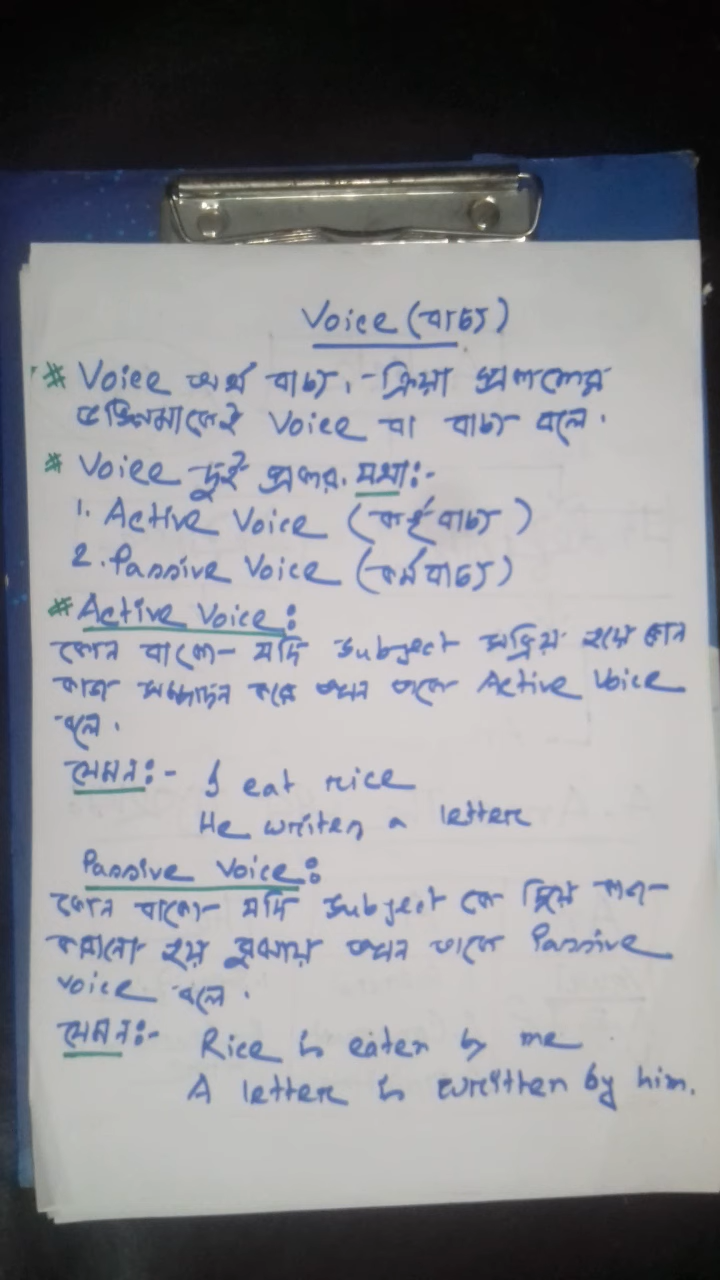 Voice (বাচ্য)
* Voice অর্থ বাচ্য। ক্রিয়া প্রকাশের
ভঙ্গিমাকেই Voice বা বাচ্য বলে।
* Voice দুই প্রকার. যথা:-
1. Active Voice (কর্তৃবাচ্য)
2. Passive Voice (কর্মবাচ্য)
* Active Voice:
কোন বাক্যে যদি Subject সক্রিয় হয়ে কোন
কাজ সম্পাদন করে তখন তাকে Active Voice
বলে।
যেমন:- I eat rice
He writes a letter
Passive Voice:
কোন বাক্যে যদি Subject কে দিয়ে কাজ
করানো হয় বুঝায় তখন তাকে Passive
Voice বলে।
যেমন:- Rice is eaten by me
A letter is written by him.